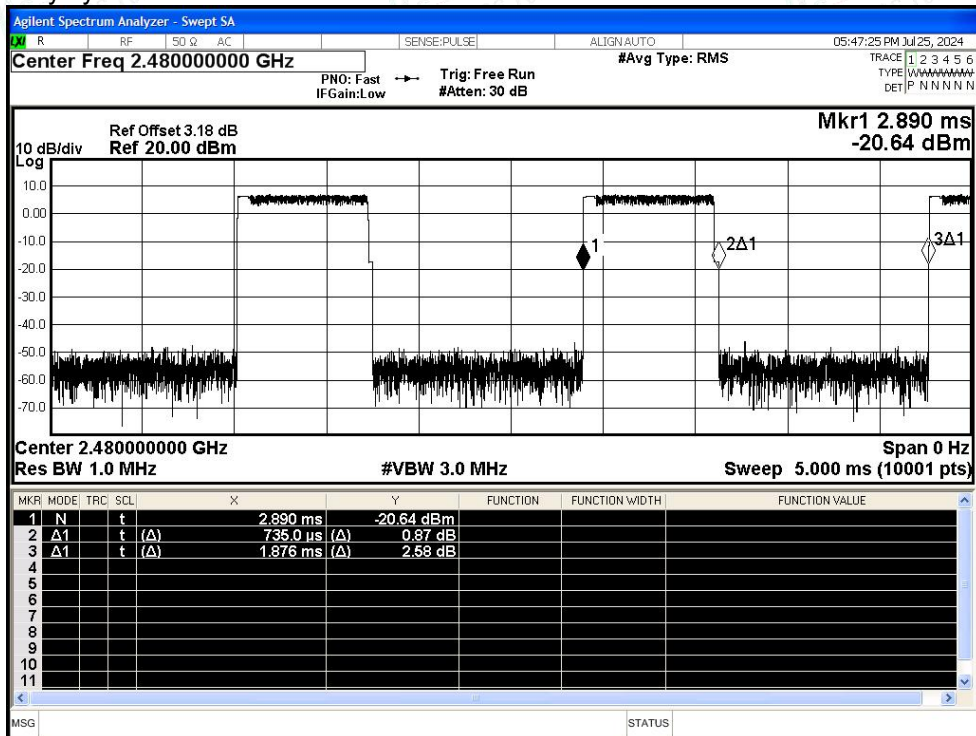 Agilent Spectrum Analyzer - Swept SA
LXI R RF 50 Ω AC SENSE:PULSE ALIGN AUTO 05:47:25 PM Jul 25, 2024
Center Freq 2.480000000 GHz #Avg Type: RMS TRACE 1 2 3 4 5 6
PNO: Fast Trig: Free Run TYPE
IFGain:Low #Atten: 30 dB DET P N N N N N
Mkr1 2.890 ms
-20.64 dBm
Ref Offset 3.18 dB
10 dB/div Ref 20.00 dBm
Log
10.0
0.00
-10.0
1
2Δ1
3Δ1
-20.0
-30.0
-40.0
-50.0
-60.0
-70.0
Center 2.480000000 GHz Span 0 Hz
Res BW 1.0 MHz #VBW 3.0 MHz Sweep 5.000 ms (10001 pts)
MKR MODE TRC SCL X Y FUNCTION FUNCTION WIDTH FUNCTION VALUE
1 N t 2.890 ms -20.64 dBm
2 Δ1 t (Δ) 735.0 µs (Δ) 0.87 dB
3 Δ1 t (Δ) 1.876 ms (Δ) 2.58 dB
4
5
6
7
8
9
10
11
MSG STATUS